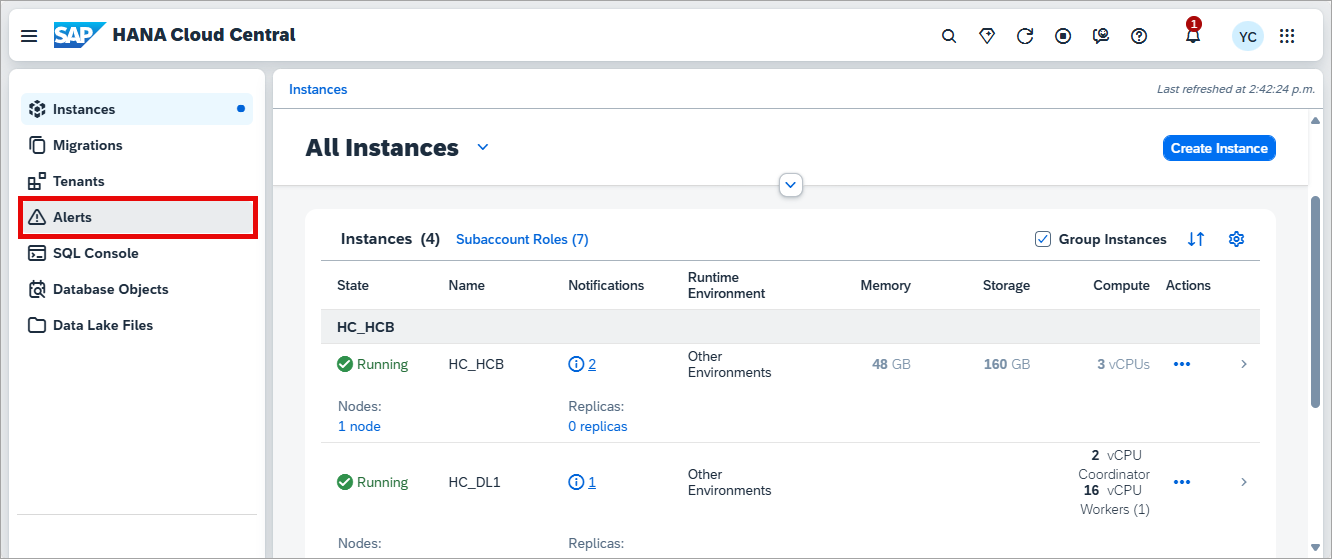 SAP HANA Cloud Central
1
YC
Instances
Migrations
Tenants
Alerts
SQL Console
Database Objects
Data Lake Files
Instances
Last refreshed at 2:42:24 p.m.
All Instances
Create Instance
Instances (4) Subaccount Roles (7)
Group Instances
State Name Notifications Runtime Environment Memory Storage Compute Actions
HC_HCB
Running HC_HCB 2 Other Environments 48 GB 160 GB 3 vCPUs
Nodes: Replicas:
1 node 0 replicas
Running HC_DL1 1 Other Environments 2 vCPU
Coordinator
16 vCPU
Workers (1)
Nodes: Replicas: